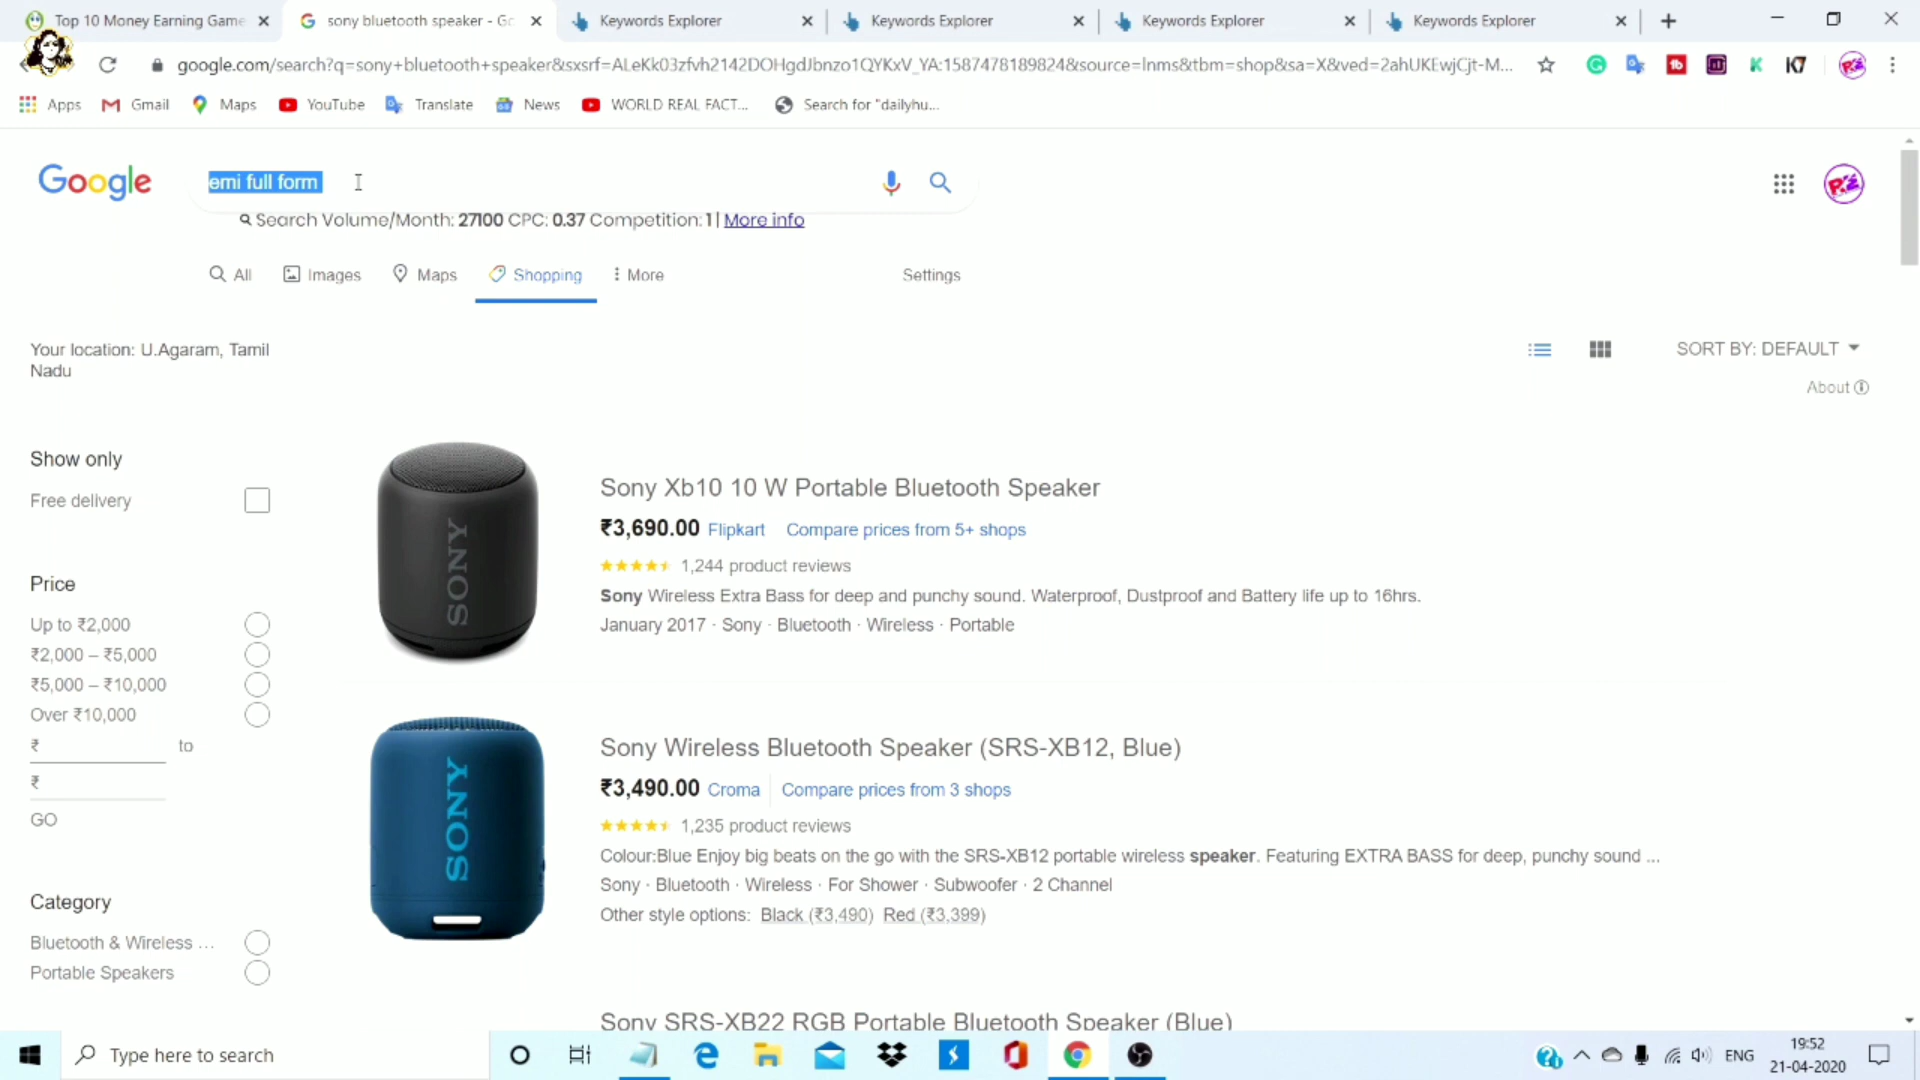 Top 10 Money Earning Game
sony bluetooth speaker - Go
Keywords Explorer
Keywords Explorer
Keywords Explorer
Keywords Explorer
google.com/search?q=sony+bluetooth+speaker&sxsrf=ALeKk03zfvh2142DOHgdJbnzo1QYKxV_YA:1587478189824&source=lnms&tbm=shop&sa=X&ved=2ahUKEwjCjt-M...
Apps
Gmail
Maps
YouTube
Translate
News
WORLD REAL FACT...
Search for "dailyhu...
Google
emi full form
Search Volume/Month: 27100 CPC: 0.37 Competition: 1 | More info
All
Images
Maps
Shopping
More
Settings
Your location: U.Agaram, Tamil
Nadu
SORT BY: DEFAULT
About
Show only
Free delivery
Price
Up to ₹2,000
₹2,000 – ₹5,000
₹5,000 – ₹10,000
Over ₹10,000
₹ to
₹
GO
Category
Bluetooth & Wireless ...
Portable Speakers
SONY
Sony Xb10 10 W Portable Bluetooth Speaker
₹3,690.00 Flipkart Compare prices from 5+ shops
1,244 product reviews
Sony Wireless Extra Bass for deep and punchy sound. Waterproof, Dustproof and Battery life up to 16hrs.
January 2017 · Sony · Bluetooth · Wireless · Portable
SONY
Sony Wireless Bluetooth Speaker (SRS-XB12, Blue)
₹3,490.00 Croma Compare prices from 3 shops
1,235 product reviews
Colour:Blue Enjoy big beats on the go with the SRS-XB12 portable wireless speaker. Featuring EXTRA BASS for deep, punchy sound ...
Sony · Bluetooth · Wireless · For Shower · Subwoofer · 2 Channel
Other style options: Black (₹3,490) Red (₹3,399)
Sony SRS-XB22 RGB Portable Bluetooth Speaker (Blue)
Type here to search
ENG
19:52
21-04-2020